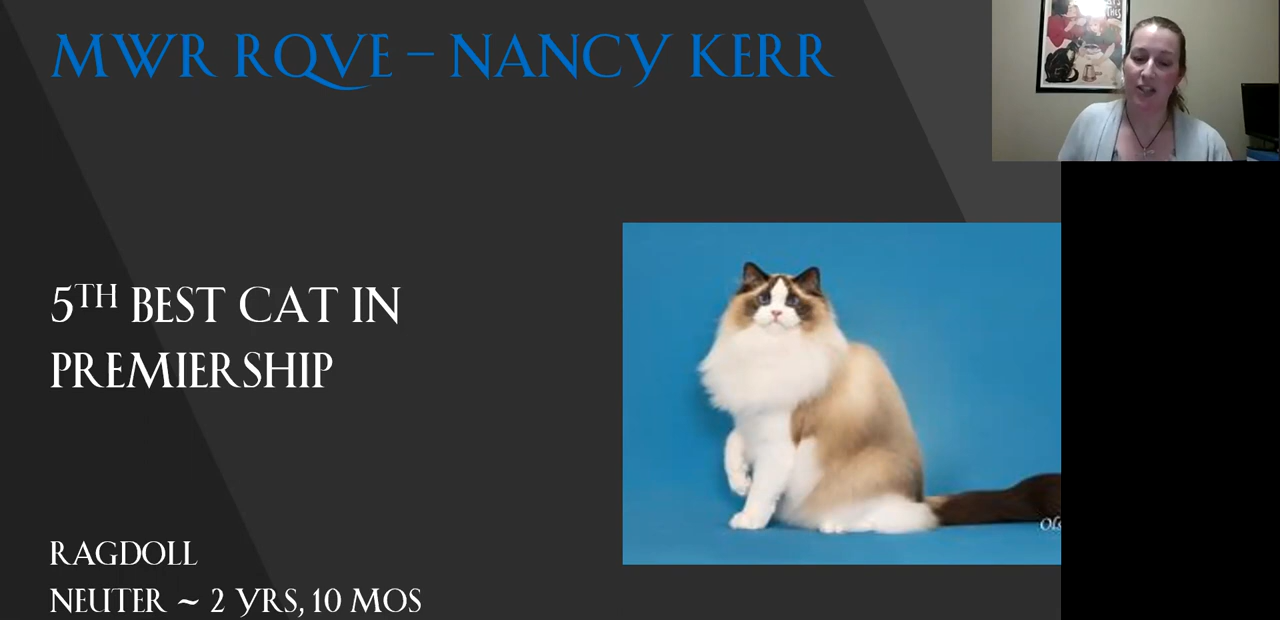 MWR RQVE – NANCY KERR
5TH BEST CAT IN
PREMIERSHIP
RAGDOLL
NEUTER ~ 2 YRS, 10 MOS